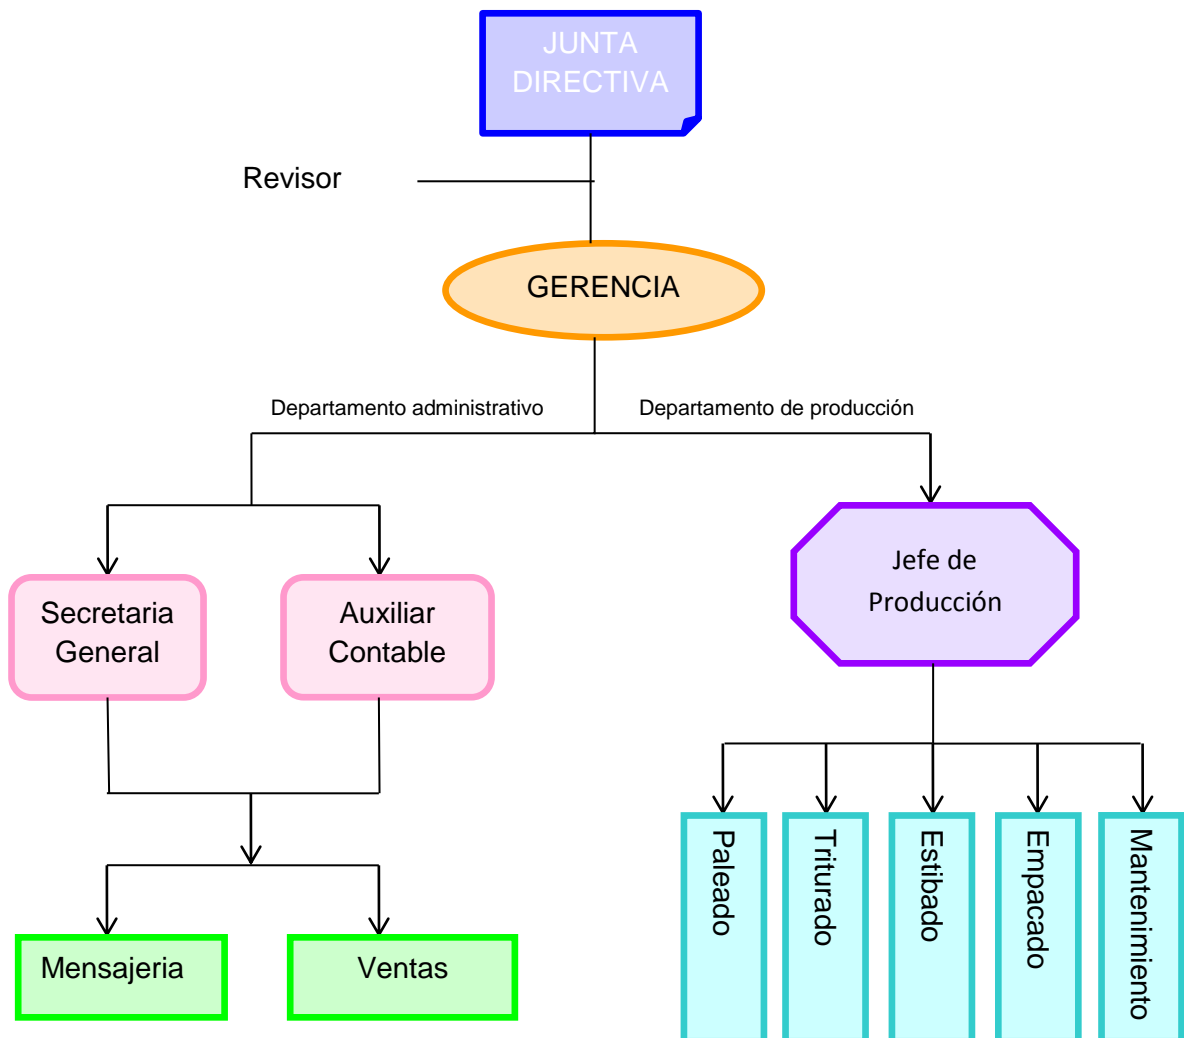 JUNTA
DIRECTIVA
Revisor
GERENCIA
Departamento administrativo
Departamento de producción
Secretaria
General
Auxiliar
Contable
Jefe de
Producción
Paleado
Triturado
Estibado
Empacado
Mantenimiento
Mensajeria
Ventas